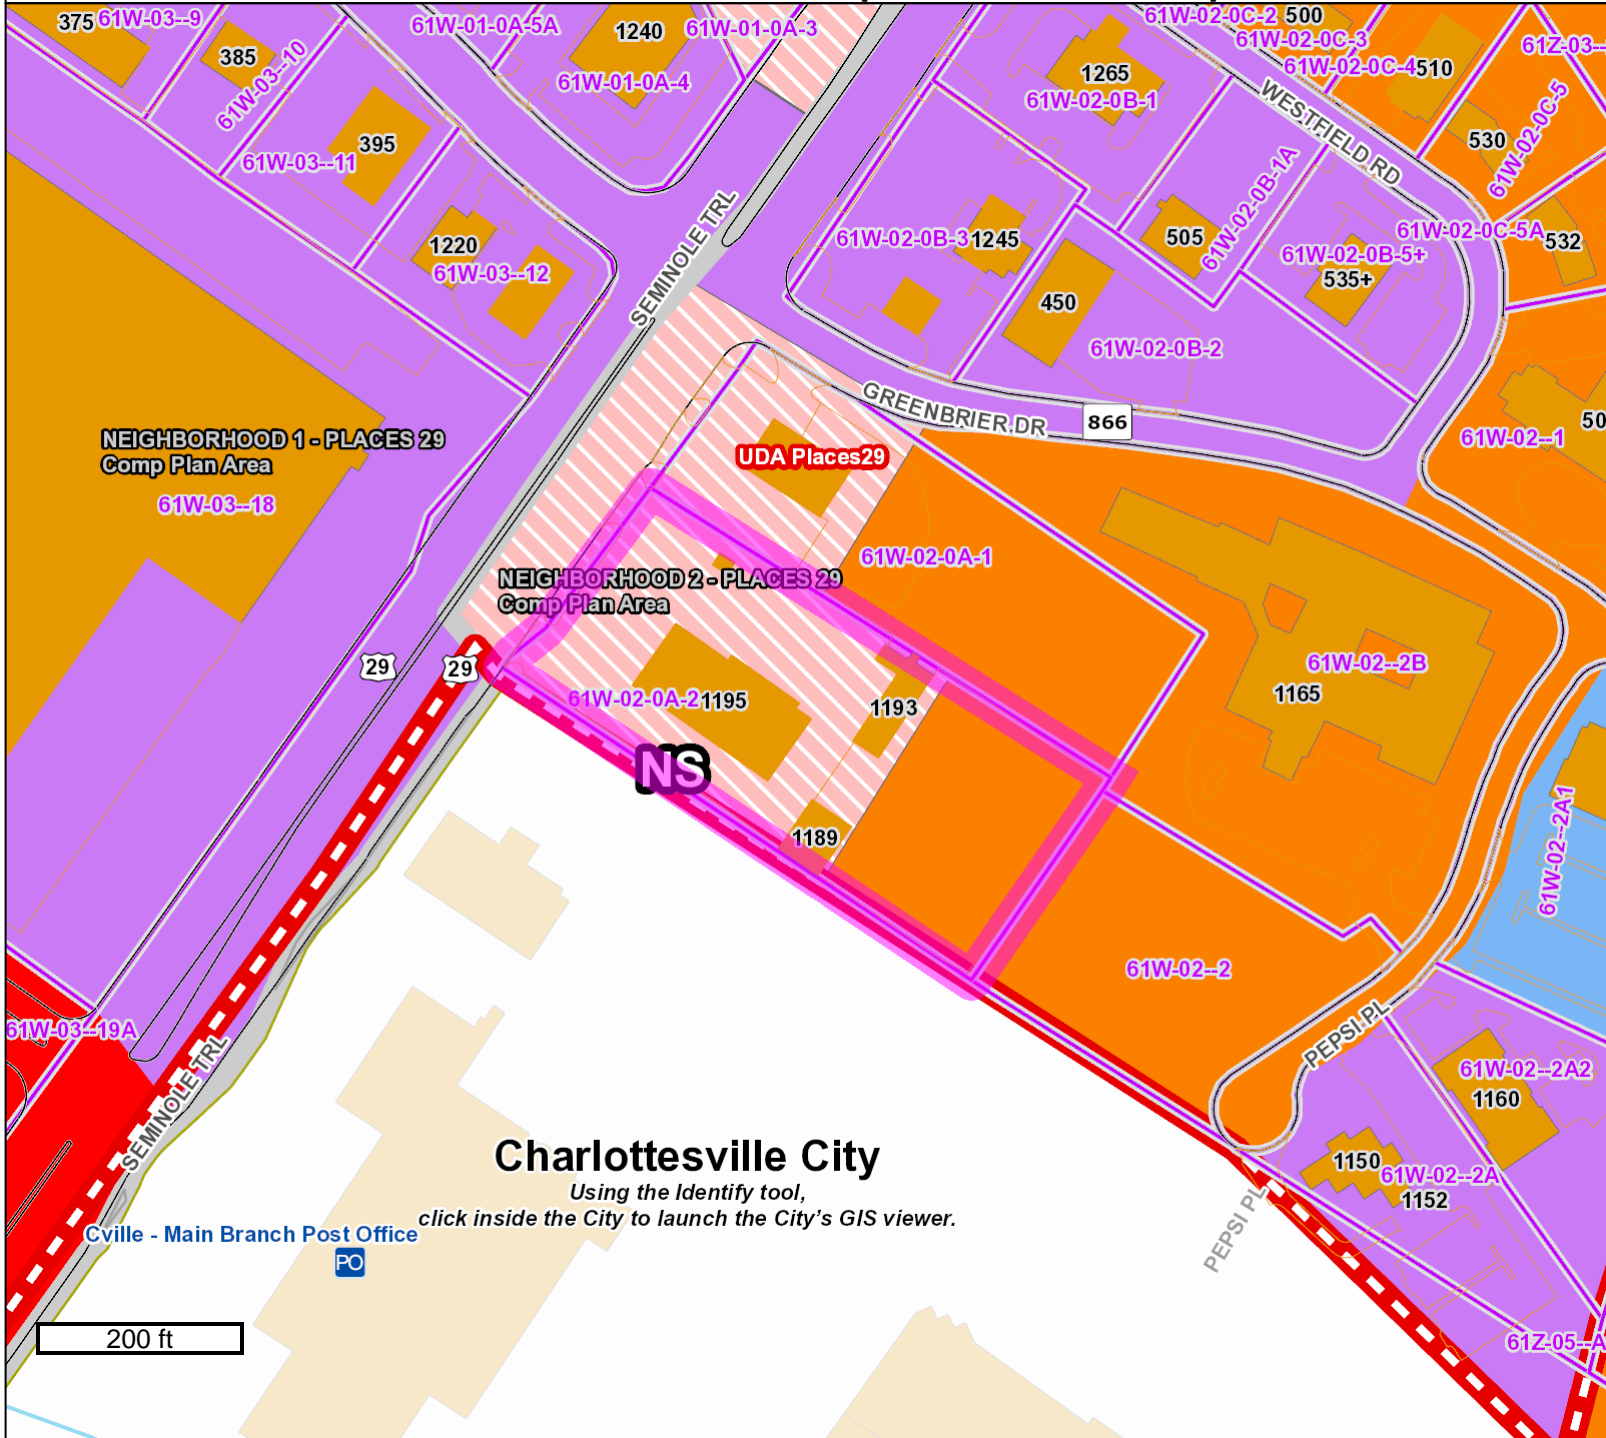 375
61W-03--9
385
61W-03--10
61W-01-0A-5A
1240
61W-01-0A-3
61W-01-0A-4
61W-02-0C-2
500
61W-02-0C-3
61W-02-0C-4
510
61Z-03--
1265
61W-02-0B-1
WESTFIELD RD
530
61W-02-0C-5
395
61W-03--11
1220
61W-03--12
SEMINOLE TRL
61W-02-0B-3
1245
505
61W-02-0B-1A
61W-02-0C-5A
532
61W-02-0B-5+
535+
450
61W-02-0B-2
GREENBRIER DR
866
61W-02--1
50
NEIGHBORHOOD 1 - PLACES 29
Comp Plan Area
61W-03--18
UDA Places29
61W-02-0A-1
NEIGHBORHOOD 2 - PLACES 29
Comp Plan Area
29
29
61W-02-0A-2
1195
1193
61W-02--2B
1165
NS
1189
61W-02--2A1
61W-02--2
61W-03--19A
SEMINOLE TRL
PEPSI PL
61W-02--2A2
1160
1150
61W-02--2A
1152
PEPSI PL
Charlottesville City
Using the Identify tool,
click inside the City to launch the City's GIS viewer.
Cville - Main Branch Post Office
PO
200 ft
61Z-05--A